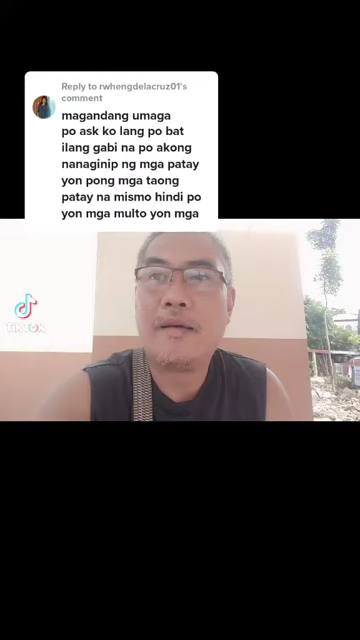 Reply to rwhengdelacruz01's
comment
magandang umaga
po ask ko lang po bat
ilang gabi na po akong
nanaginip ng mga patay
yon pong mga taong
patay na mismo hindi po
yon mga multo yon mga
TikTok